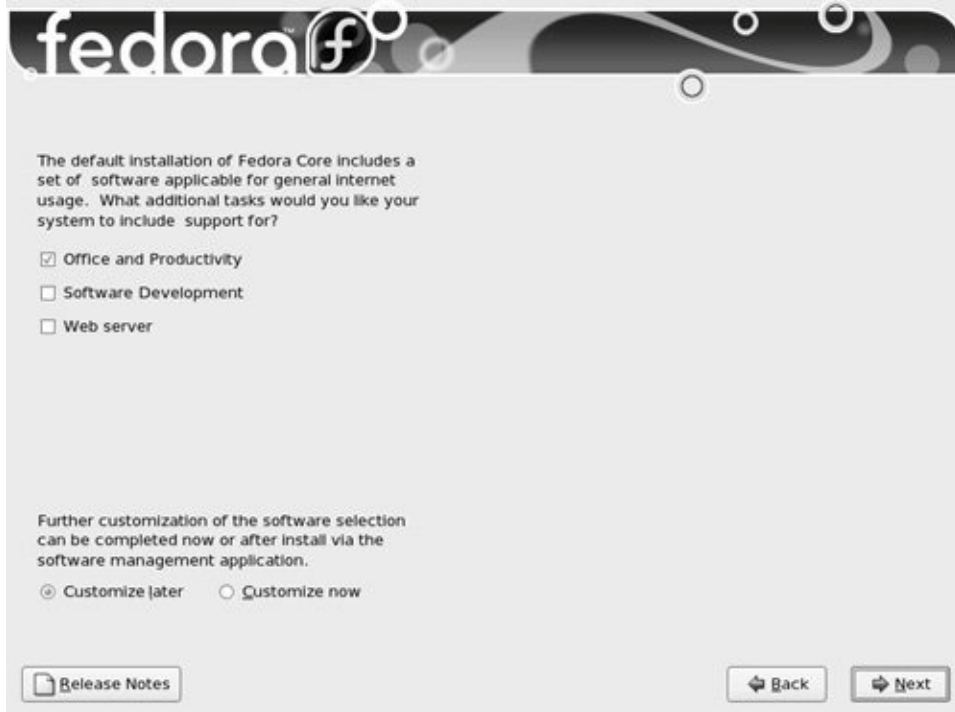 fedora™
The default installation of Fedora Core includes a
set of software applicable for general internet
usage. What additional tasks would you like your
system to include support for?
Office and Productivity
Software Development
Web server
Further customization of the software selection
can be completed now or after install via the
software management application.
Customize later Customize now
Release Notes Back Next